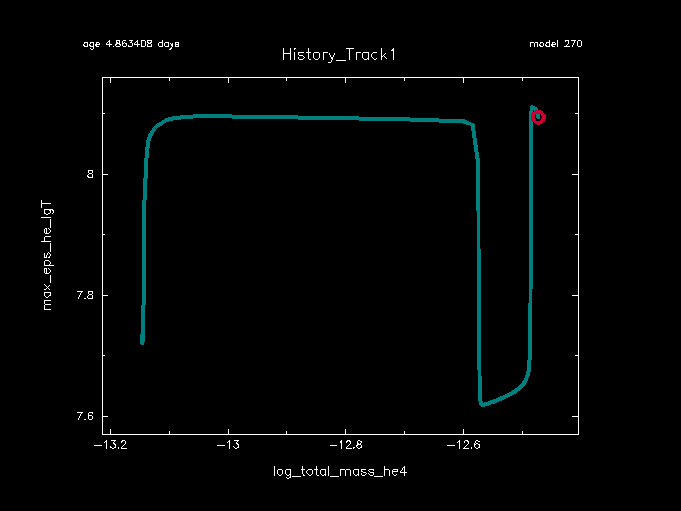 age 4.863408 days
model 270
History_Track1
8
7.8
7.6
max_eps_he_lgT
−13.2
−13
−12.8
−12.6
log_total_mass_he4